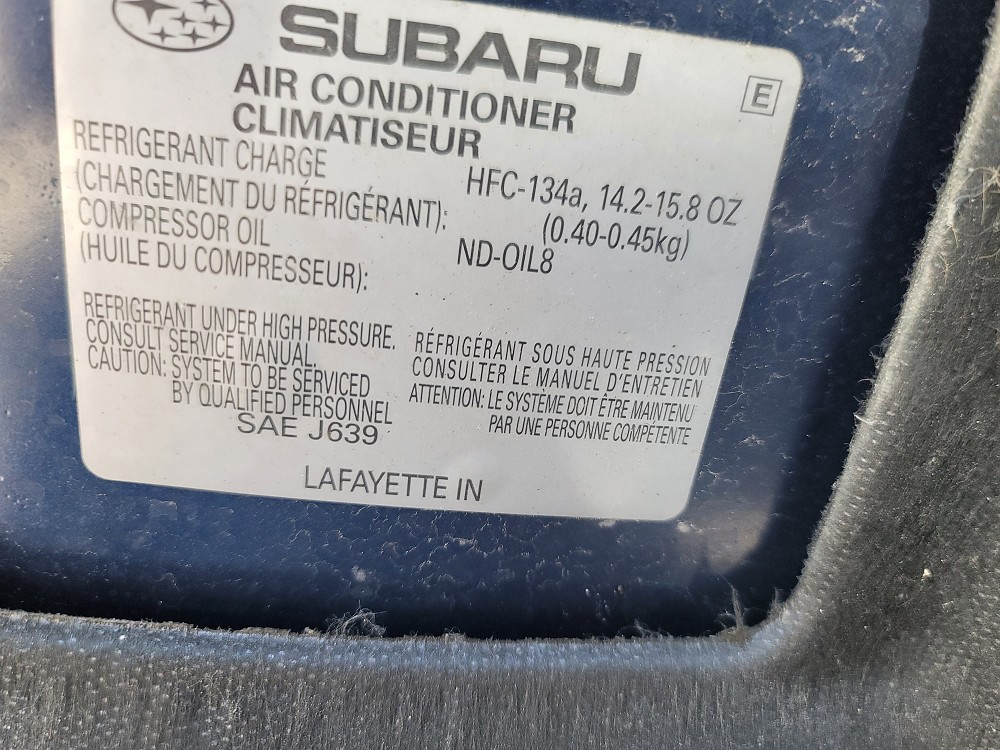 SUBARU
E
AIR CONDITIONER
CLIMATISEUR
REFRIGERANT CHARGE
(CHARGEMENT DU RÉFRIGÉRANT):
HFC-134a, 14.2-15.8 OZ
(0.40-0.45kg)
COMPRESSOR OIL
(HUILE DU COMPRESSEUR):
ND-OIL8
REFRIGERANT UNDER HIGH PRESSURE.
CONSULT SERVICE MANUAL
CAUTION: SYSTEM TO BE SERVICED
BY QUALIFIED PERSONNEL
SAE J639
RÉFRIGÉRANT SOUS HAUTE PRESSION
CONSULTER LE MANUEL D'ENTRETIEN
ATTENTION: LE SYSTÈME DOIT ÊTRE MAINTENU
PAR UNE PERSONNE COMPÉTENTE
LAFAYETTE IN